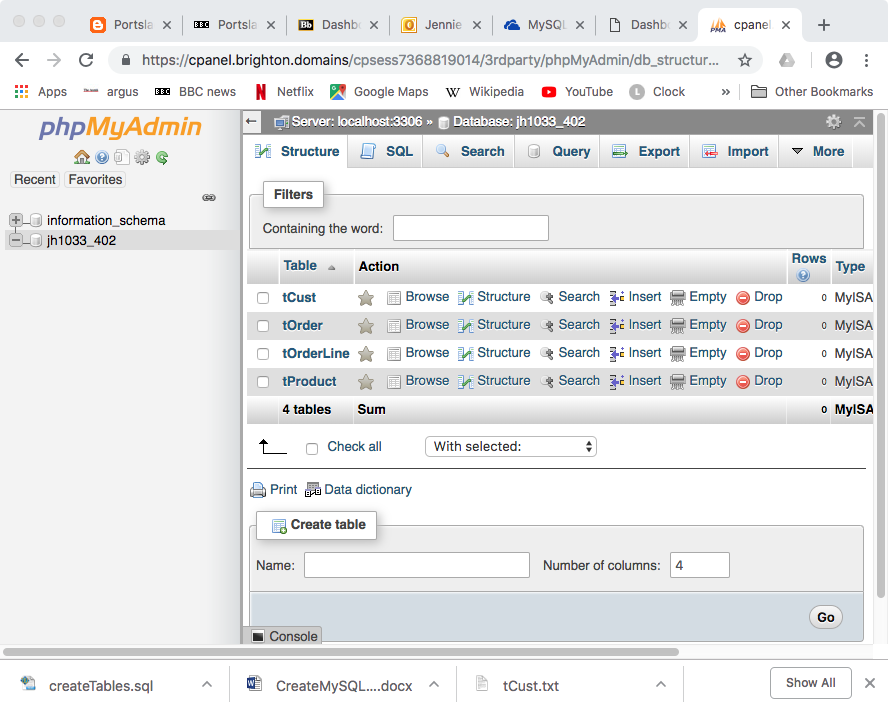 Portsla
BBC Portsla
Bb Dashb
Jennie
MySQL
Dashb
PMA cpanel
https://cpanel.brighton.domains/cpsess7368819014/3rdparty/phpMyAdmin/db_structur...
Apps argus BBC BBC news Netflix Google Maps W Wikipedia YouTube L Clock » Other Bookmarks
phpMyAdmin
Recent Favorites
information_schema
jh1033_402
Server: localhost:3306 » Database: jh1033_402
Structure SQL Search Query Export Import More
Filters
Containing the word:
Table Action Rows Type
tCust Browse Structure Search Insert Empty Drop 0 MyISA
tOrder Browse Structure Search Insert Empty Drop 0 MyISA
tOrderLine Browse Structure Search Insert Empty Drop 0 MyISA
tProduct Browse Structure Search Insert Empty Drop 0 MyISA
4 tables Sum 0 MyISA
Check all With selected:
Print Data dictionary
Create table
Name: Number of columns: 4
Go
Console
createTables.sql CreateMySQL....docx tCust.txt Show All